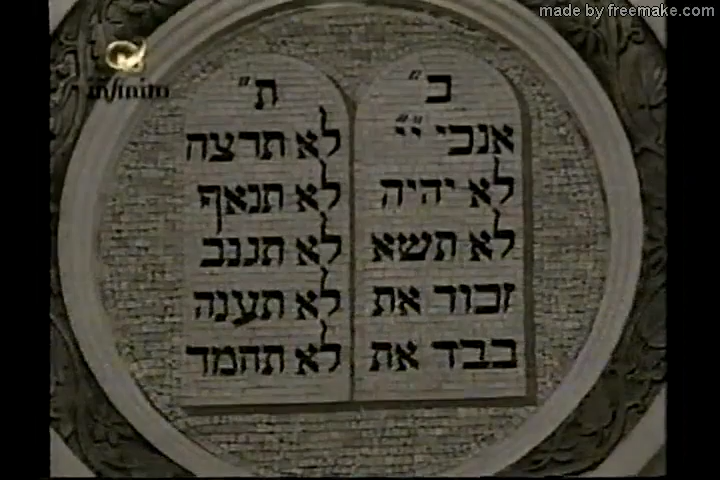 made by freemake.com
infinito
כ״
אנכי י״י״
לא יהיה
לא תשא
זכור את
כבד את
ת״
לא תרצה
לא תנאף
לא תגנב
לא תענה
לא תחמד